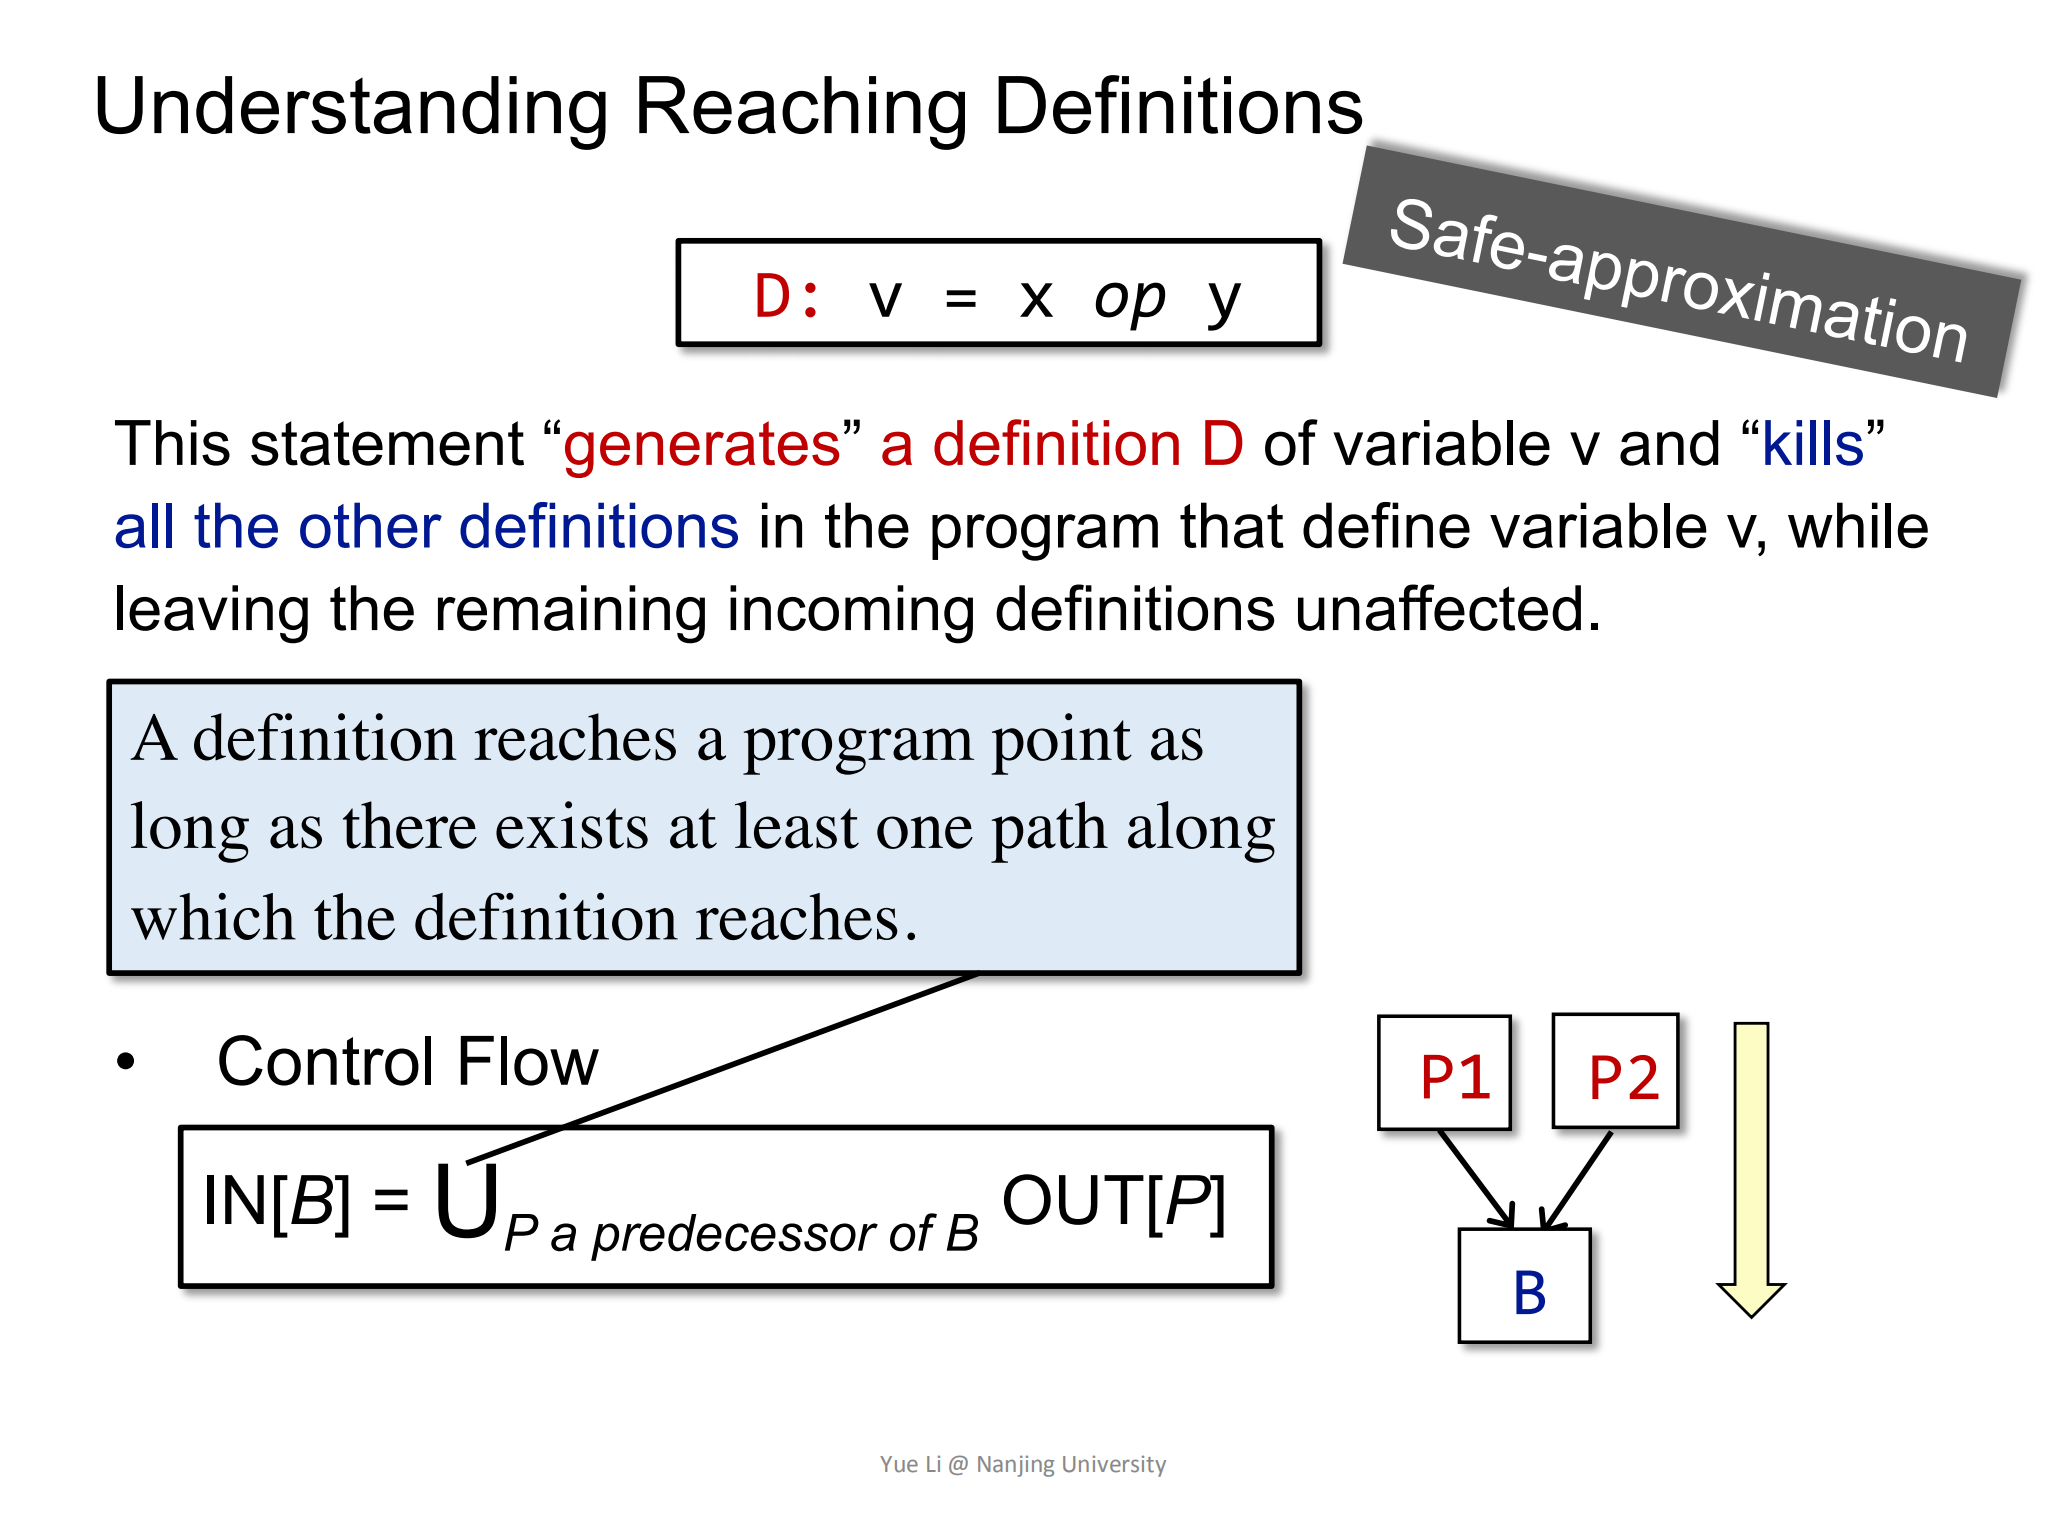 Understanding Reaching Definitions
Safe-approximation
D: v = x op y
This statement “generates” a definition D of variable v and “kills”
all the other definitions in the program that define variable v, while
leaving the remaining incoming definitions unaffected.
A definition reaches a program point as
long as there exists at least one path along
which the definition reaches.
• Control Flow
IN[B] = ⋃P a predecessor of B OUT[P]
P1 P2
B
Yue Li @ Nanjing University